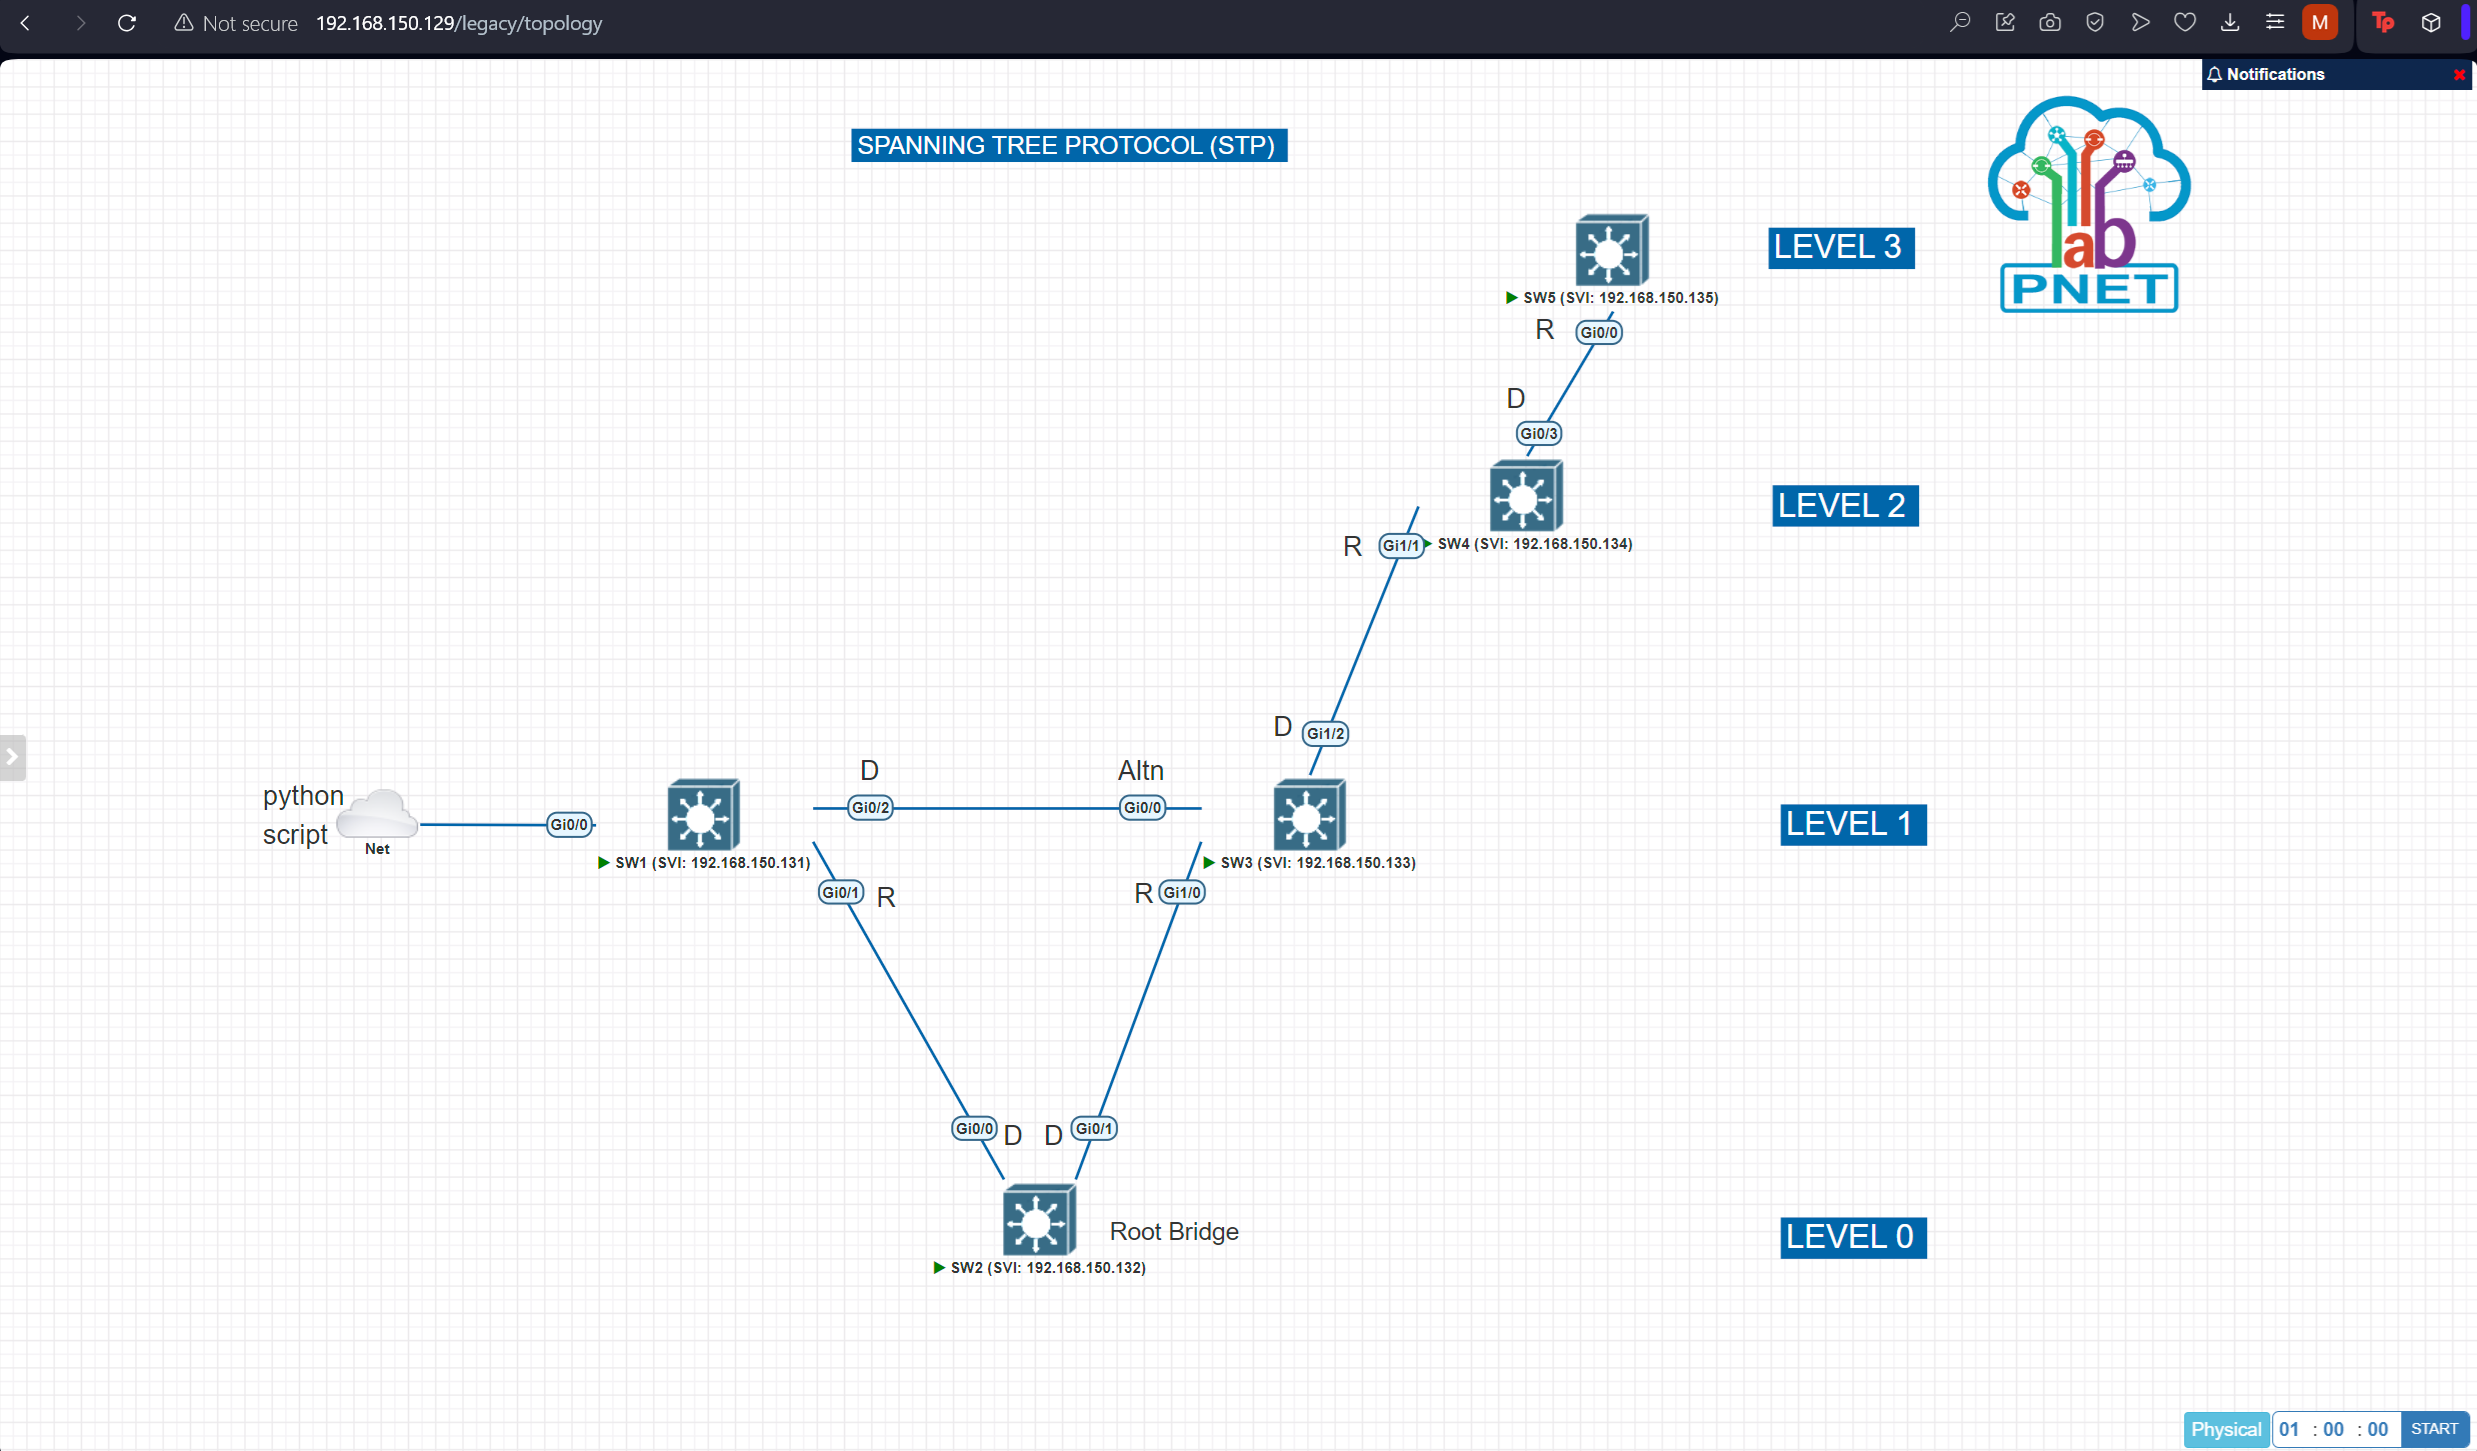 Not secure 192.168.150.129/legacy/topology
M
Tp
Notifications
SPANNING TREE PROTOCOL (STP)
lab
PNET
LEVEL 3
SW5 (SVI: 192.168.150.135)
R Gi0/0
D
Gi0/3
LEVEL 2
R Gi1/1 SW4 (SVI: 192.168.150.134)
D Gi1/2
D Altn
python
script
Net
Gi0/0
Gi0/2
Gi0/0
LEVEL 1
SW1 (SVI: 192.168.150.131)
SW3 (SVI: 192.168.150.133)
Gi0/1 R
R Gi1/0
Gi0/0 D D Gi0/1
Root Bridge
LEVEL 0
SW2 (SVI: 192.168.150.132)
Physical 01 : 00 : 00 START